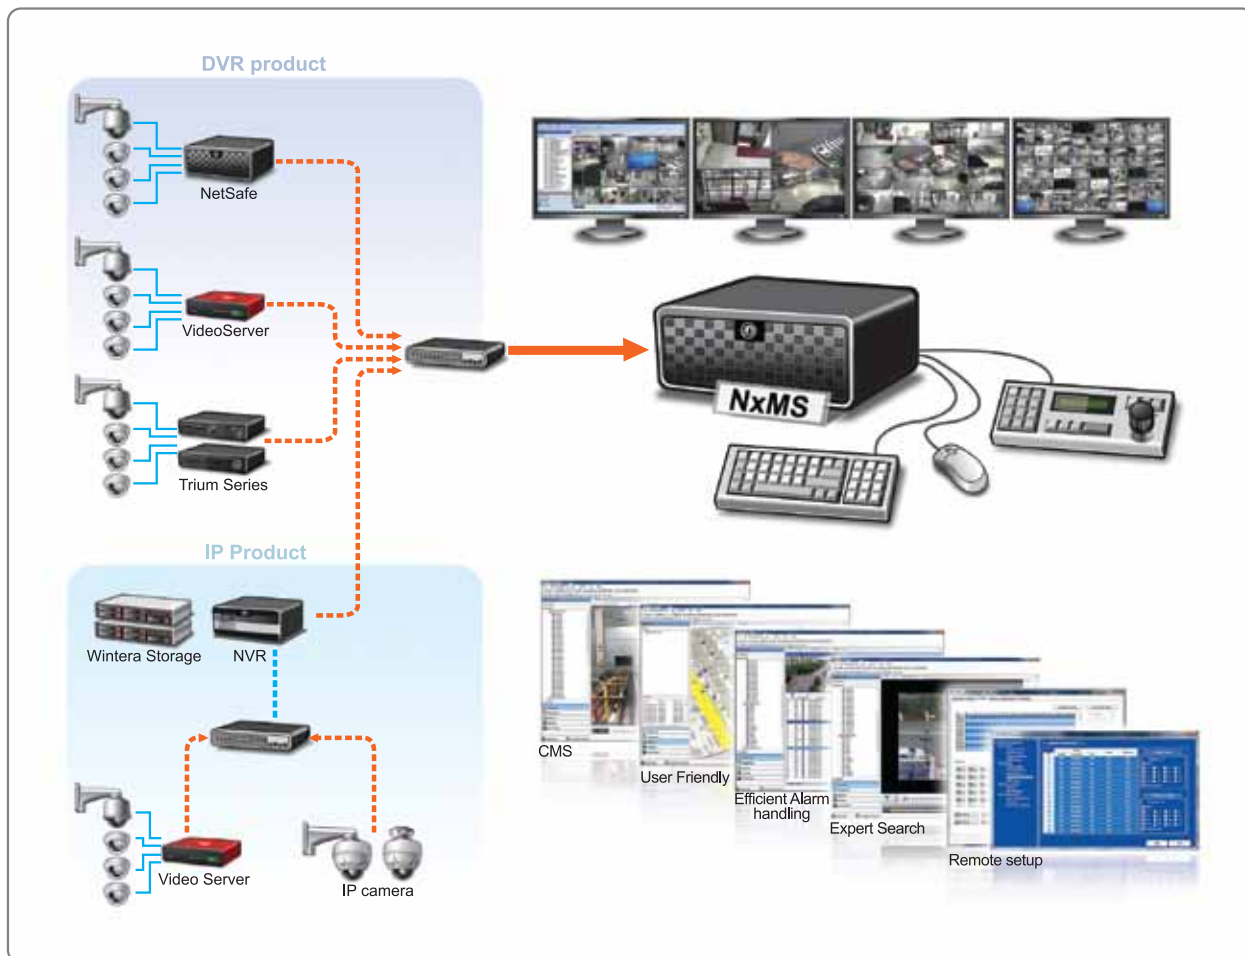 DVR product
NetSafe
VideoServer
Trium Series
NxMS
IP Product
Wintera Storage
NVR
Video Server
IP camera
CMS
User Friendly
Efficient Alarm
handling
Expert Search
Remote setup